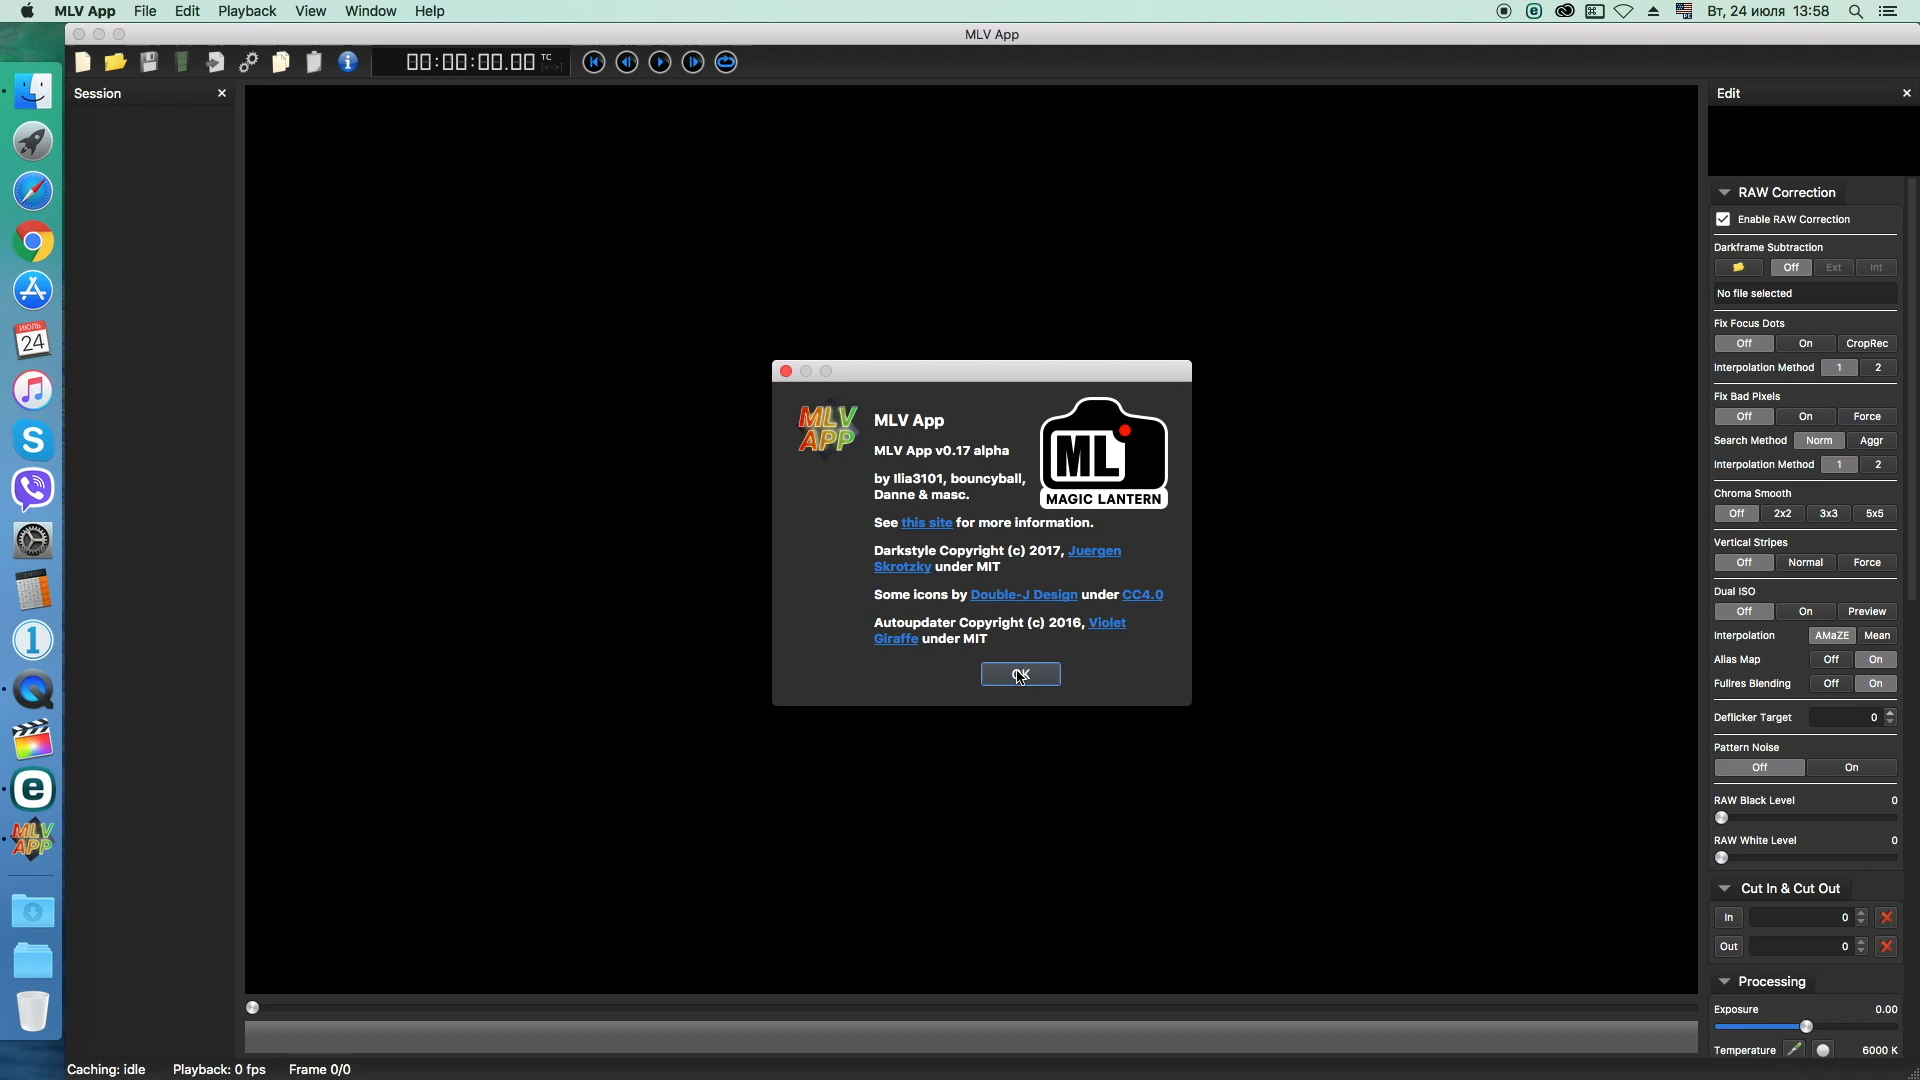 MLV App File Edit Playback View Window Help
Вт, 24 июля 13:58
MLV App
00:00:00.00 TC
Session
Edit
RAW Correction
Enable RAW Correction
Darkframe Subtraction
Off Ext Int
No file selected
Fix Focus Dots
Off On CropRec
Interpolation Method 1 2
Fix Bad Pixels
Off On Force
Search Method Norm Aggr
Interpolation Method 1 2
Chroma Smooth
Off 2x2 3x3 5x5
Vertical Stripes
Off Normal Force
Dual ISO
Off On Preview
Interpolation AMaZE Mean
Alias Map Off On
Fullres Blending Off On
Deflicker Target 0
Pattern Noise
Off On
RAW Black Level 0
RAW White Level 0
Cut In & Cut Out
In 0
Out 0
Processing
Exposure 0.00
Temperature 6000 K
MLV
APP
MLV App
MLV App v0.17 alpha
by Ilia3101, bouncyball,
Danne & masc.
ML
MAGIC LANTERN
See this site for more information.
Darkstyle Copyright (c) 2017, Juergen
Skrotzky under MIT
Some icons by Double-J Design under CC4.0
Autoupdater Copyright (c) 2016, Violet
Giraffe under MIT
OK
ИЮЛЬ
24
S
1
e
MLV
APP
Caching: idle Playback: 0 fps Frame 0/0